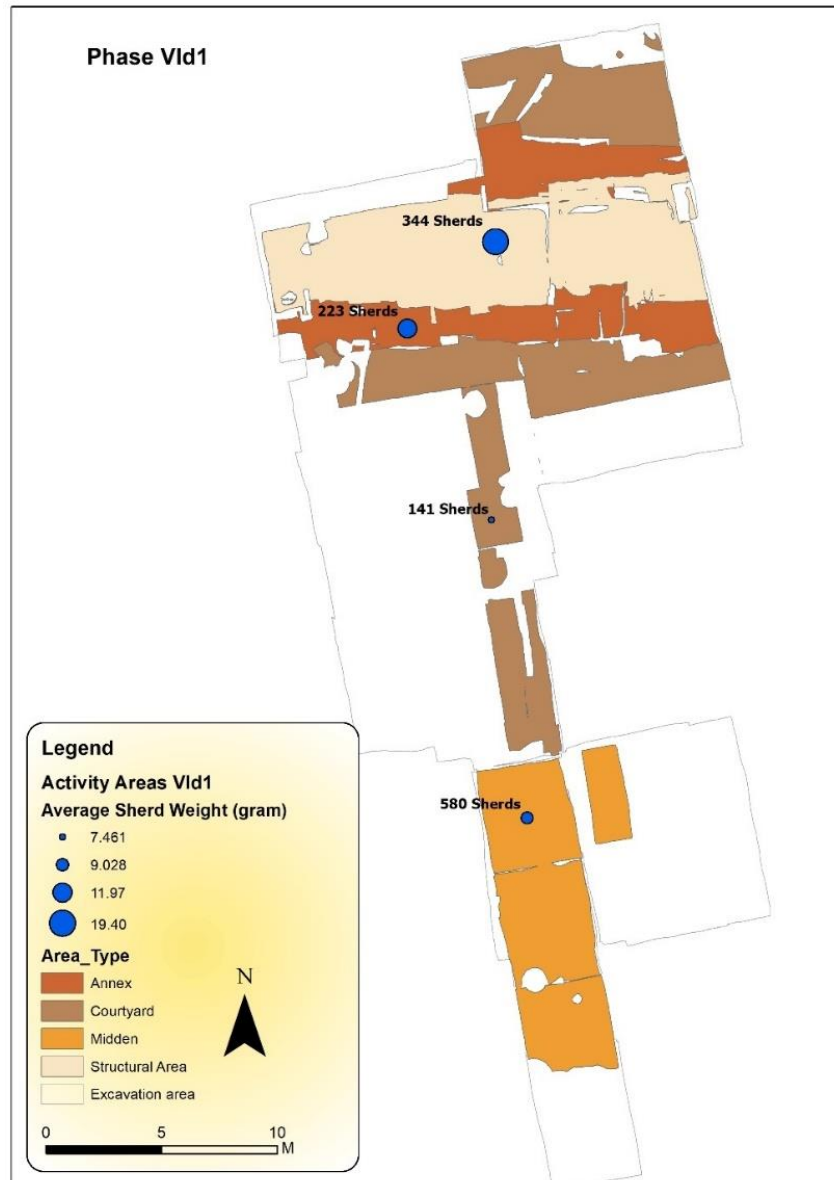 Phase VId1
344 Sherds
223 Sherds
141 Sherds
580 Sherds
Legend
Activity Areas VId1
Average Sherd Weight (gram)
7.461
9.028
11.97
19.40
Area_Type
Annex
Courtyard
Midden
Structural Area
Excavation area
N
0 5 10
M